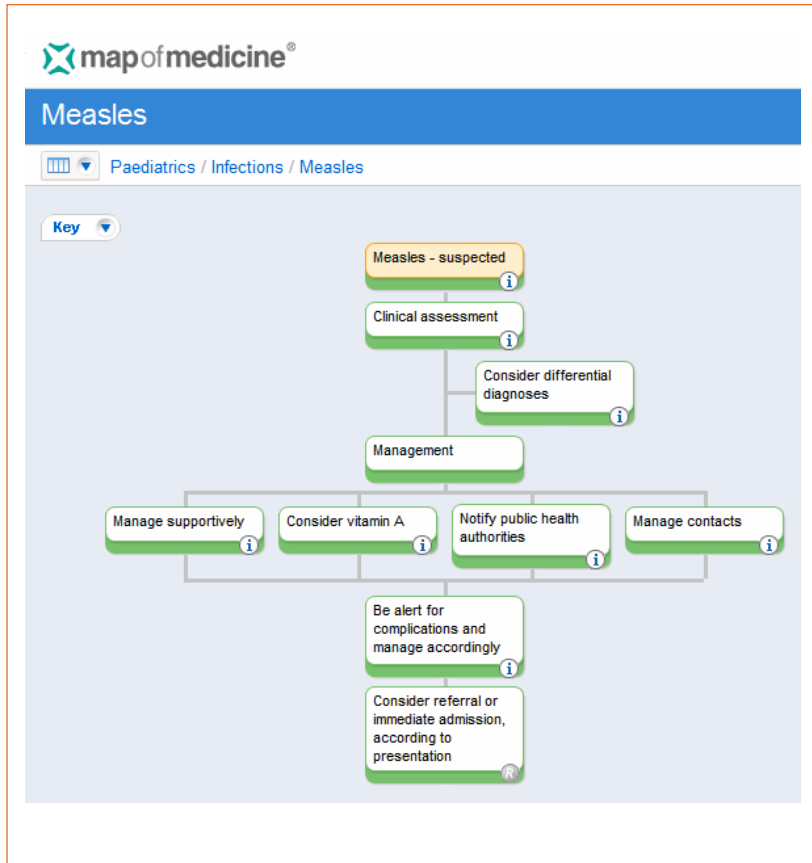 mapofmedicine®
Measles
Paediatrics / Infections / Measles
Key
Measles - suspected
i
Clinical assessment
i
Consider differential
diagnoses
i
Management
Manage supportively
i
Consider vitamin A
i
Notify public health
authorities
i
Manage contacts
i
Be alert for
complications and
manage accordingly
i
Consider referral or
immediate admission,
according to
presentation
R